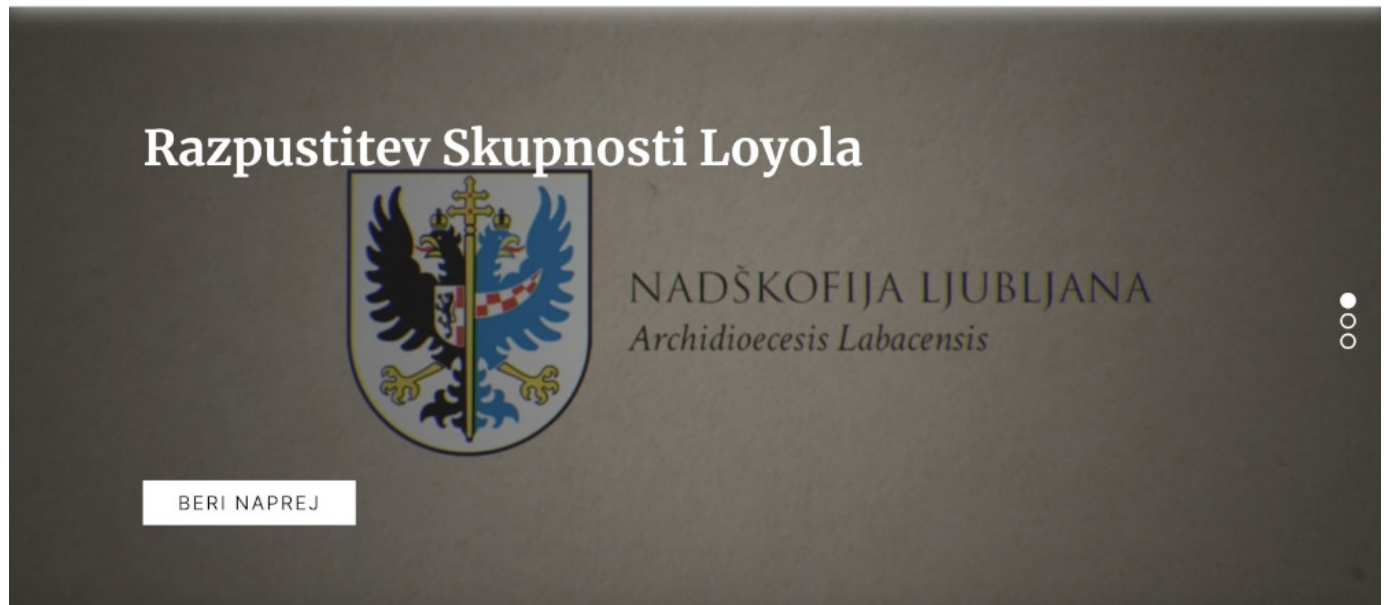 Razpustitev Skupnosti Loyola
NADŠKOFIJA LJUBLJANA
Archidioecesis Labacensis
BERI NAPREJ